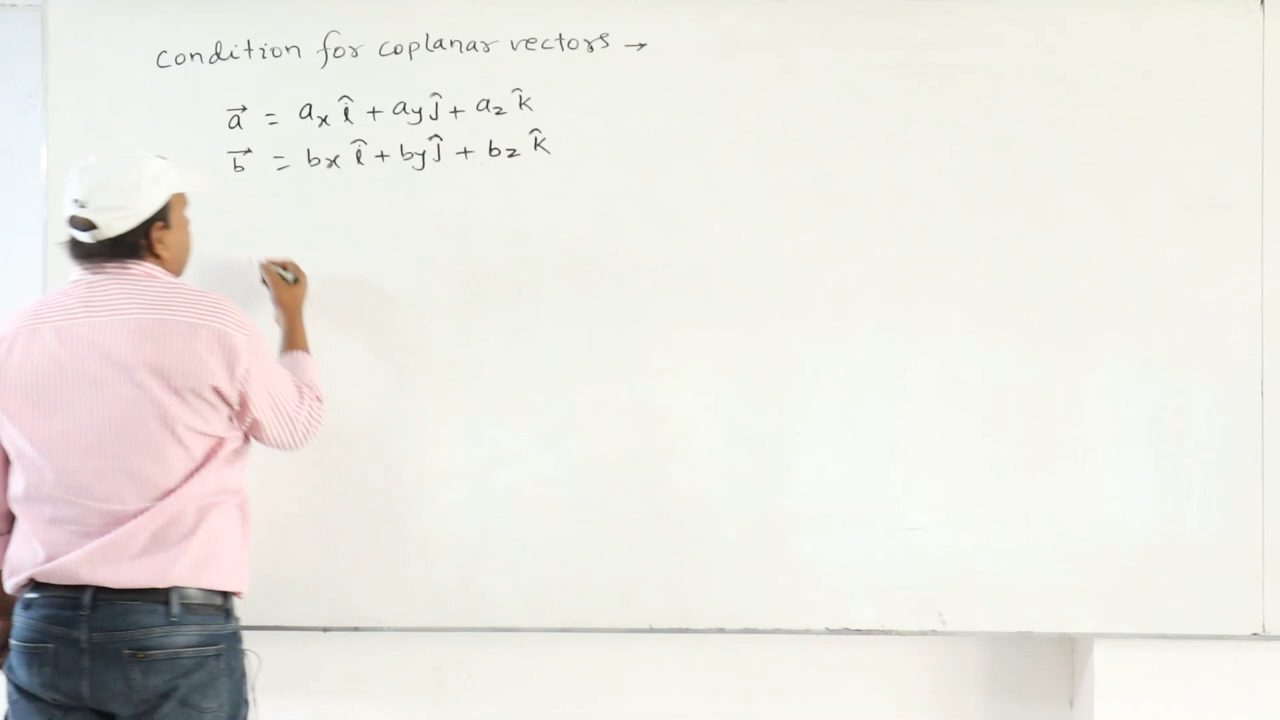 Condition for coplanar vectors →
a⃗ = aₓ î + ay ĵ + az k̂
b⃗ = bx î + by ĵ + bz k̂